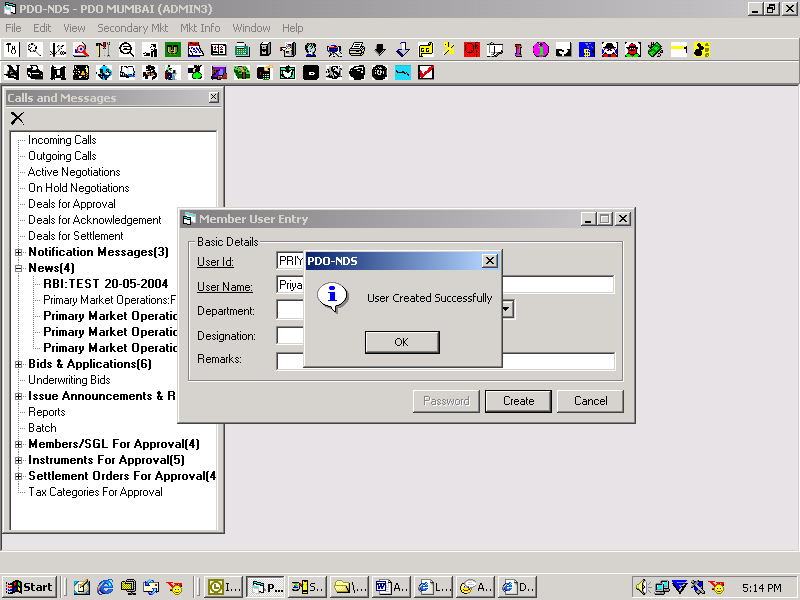 PDO-NDS - PDO MUMBAI (ADMIN3)
File Edit View Secondary Mkt Mkt Info Window Help
Calls and Messages
Incoming Calls
Outgoing Calls
Active Negotiations
On Hold Negotiations
Deals for Approval
Deals for Acknowledgement
Deals for Settlement
Notification Messages(3)
News(4)
RBI:TEST 20-05-2004
Primary Market Operations:F
Primary Market Operatic
Primary Market Operatic
Primary Market Operatic
Bids & Applications(6)
Underwriting Bids
Issue Announcements & R
Reports
Batch
Members/SGL For Approval(4)
Instruments For Approval(5)
Settlement Orders For Approval(4
Tax Categories For Approval
Member User Entry
Basic Details
User Id: PRIY
User Name: Priya
Department:
Designation:
Remarks:
PDO-NDS
User Created Successfully
OK
Password Create Cancel
Start I... P... S... \... A... L... A... D... 5:14 PM